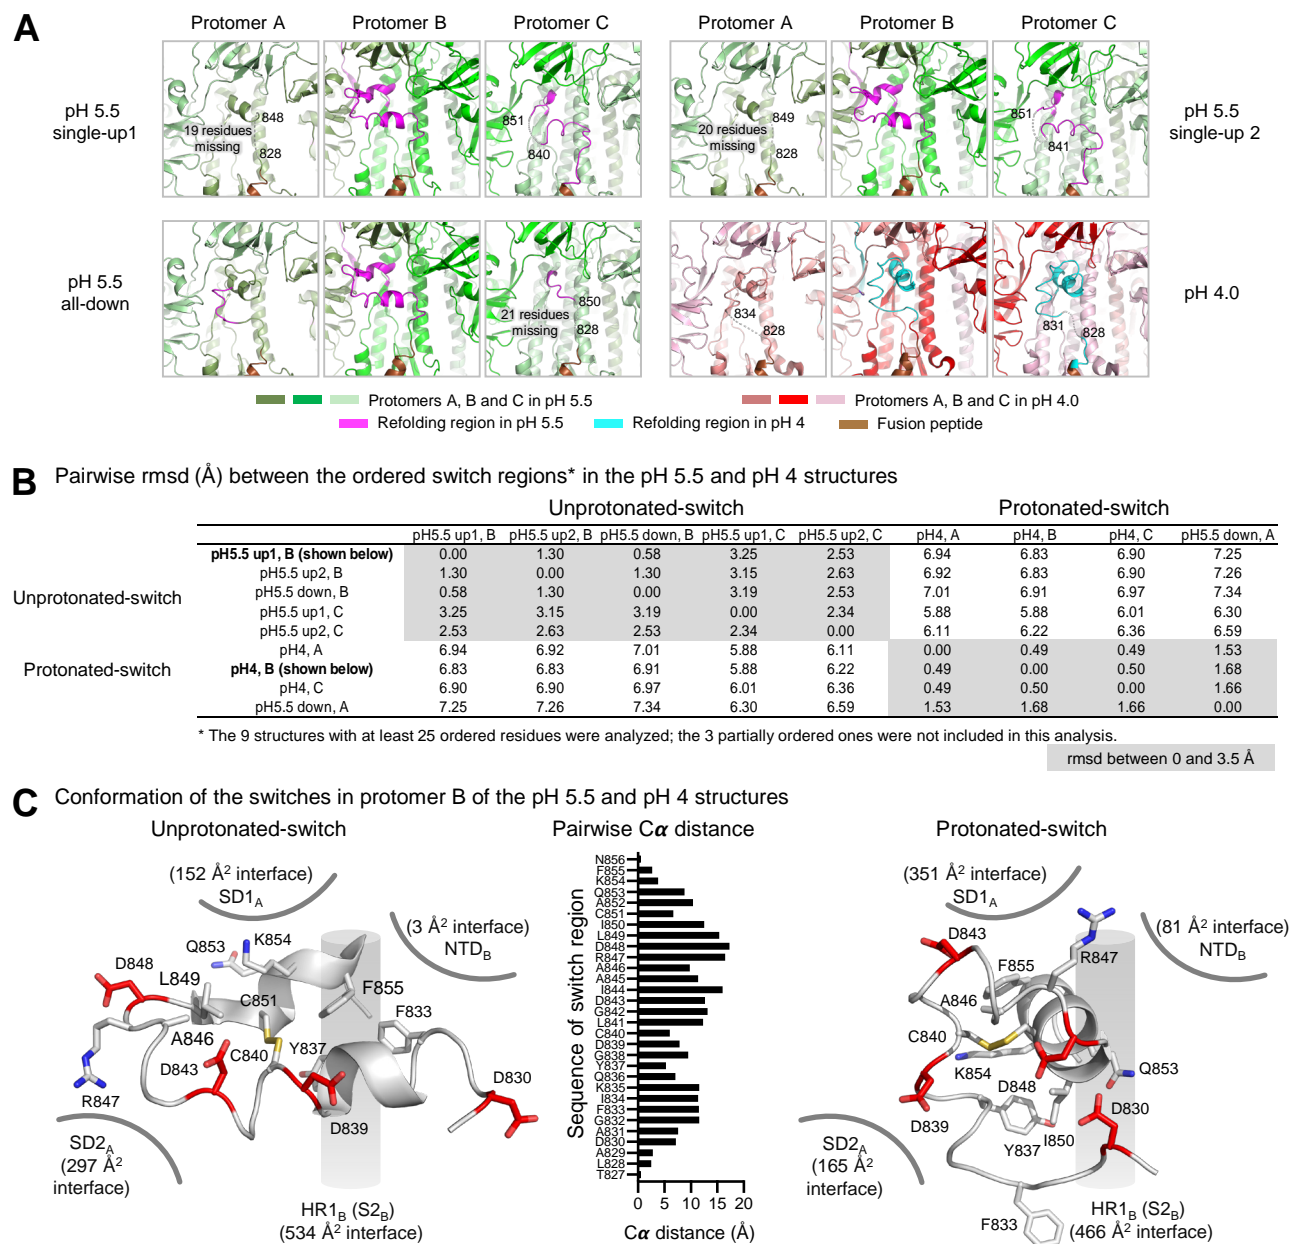 A
Protomer A Protomer B Protomer C Protomer A Protomer B Protomer C
pH 5.5
single-up1
848
19 residues
missing
828
851
840
849
20 residues
missing
828
851
841
pH 5.5
single-up 2
pH 5.5
all-down
850
21 residues
missing
828
834
828
831
828
pH 4.0
Protomers A, B and C in pH 5.5 Protomers A, B and C in pH 4.0
Refolding region in pH 5.5 Refolding region in pH 4 Fusion peptide
B Pairwise rmsd (Å) between the ordered switch regions* in the pH 5.5 and pH 4 structures
Unprotonated-switch Protonated-switch
pH5.5 up1, B pH5.5 up2, B pH5.5 down, B pH5.5 up1, C pH5.5 up2, C pH4, A pH4, B pH4, C pH5.5 down, A
pH5.5 up1, B (shown below) 0.00 1.30 0.58 3.25 2.53 6.94 6.83 6.90 7.25
pH5.5 up2, B 1.30 0.00 1.30 3.15 2.63 6.92 6.83 6.90 7.26
Unprotonated-switch pH5.5 down, B 0.58 1.30 0.00 3.19 2.53 7.01 6.91 6.97 7.34
pH5.5 up1, C 3.25 3.15 3.19 0.00 2.34 5.88 5.88 6.01 6.30
pH5.5 up2, C 2.53 2.63 2.53 2.34 0.00 6.11 6.22 6.36 6.59
pH4, A 6.94 6.92 7.01 5.88 6.11 0.00 0.49 0.49 1.53
Protonated-switch pH4, B (shown below) 6.83 6.83 6.91 5.88 6.22 0.49 0.00 0.50 1.68
pH4, C 6.90 6.90 6.97 6.01 6.36 0.49 0.50 0.00 1.66
pH5.5 down, A 7.25 7.26 7.34 6.30 6.59 1.53 1.68 1.66 0.00
* The 9 structures with at least 25 ordered residues were analyzed; the 3 partially ordered ones were not included in this analysis.
rmsd between 0 and 3.5 Å
C Conformation of the switches in protomer B of the pH 5.5 and pH 4 structures
Unprotonated-switch
(152 Å² interface)
SD1A
(3 Å² interface)
NTDB
Q853
K854
D848
L849
C851
F855
F833
A846
C840
Y837
D843
D830
R847
D839
SD2A
(297 Å²
interface)
HR1B (S2B)
(534 Å² interface)
Pairwise Cα distance
Sequence of switch region
N856
F855
K854
Q853
A852
C851
I850
L849
D848
R847
A846
A845
I844
D843
G842
L841
C840
D839
G838
Y837
Q836
K835
I834
F833
G832
A831
D830
A829
L828
T827
0 5 10 15 20
Cα distance (Å)
Protonated-switch
(351 Å² interface)
SD1A
(81 Å² interface)
NTDB
D843
R847
F855
A846
C840
K854
D848
Q853
D830
D839
Y837
I850
SD2A
(165 Å²
interface)
F833
HR1B (S2B)
(466 Å² interface)